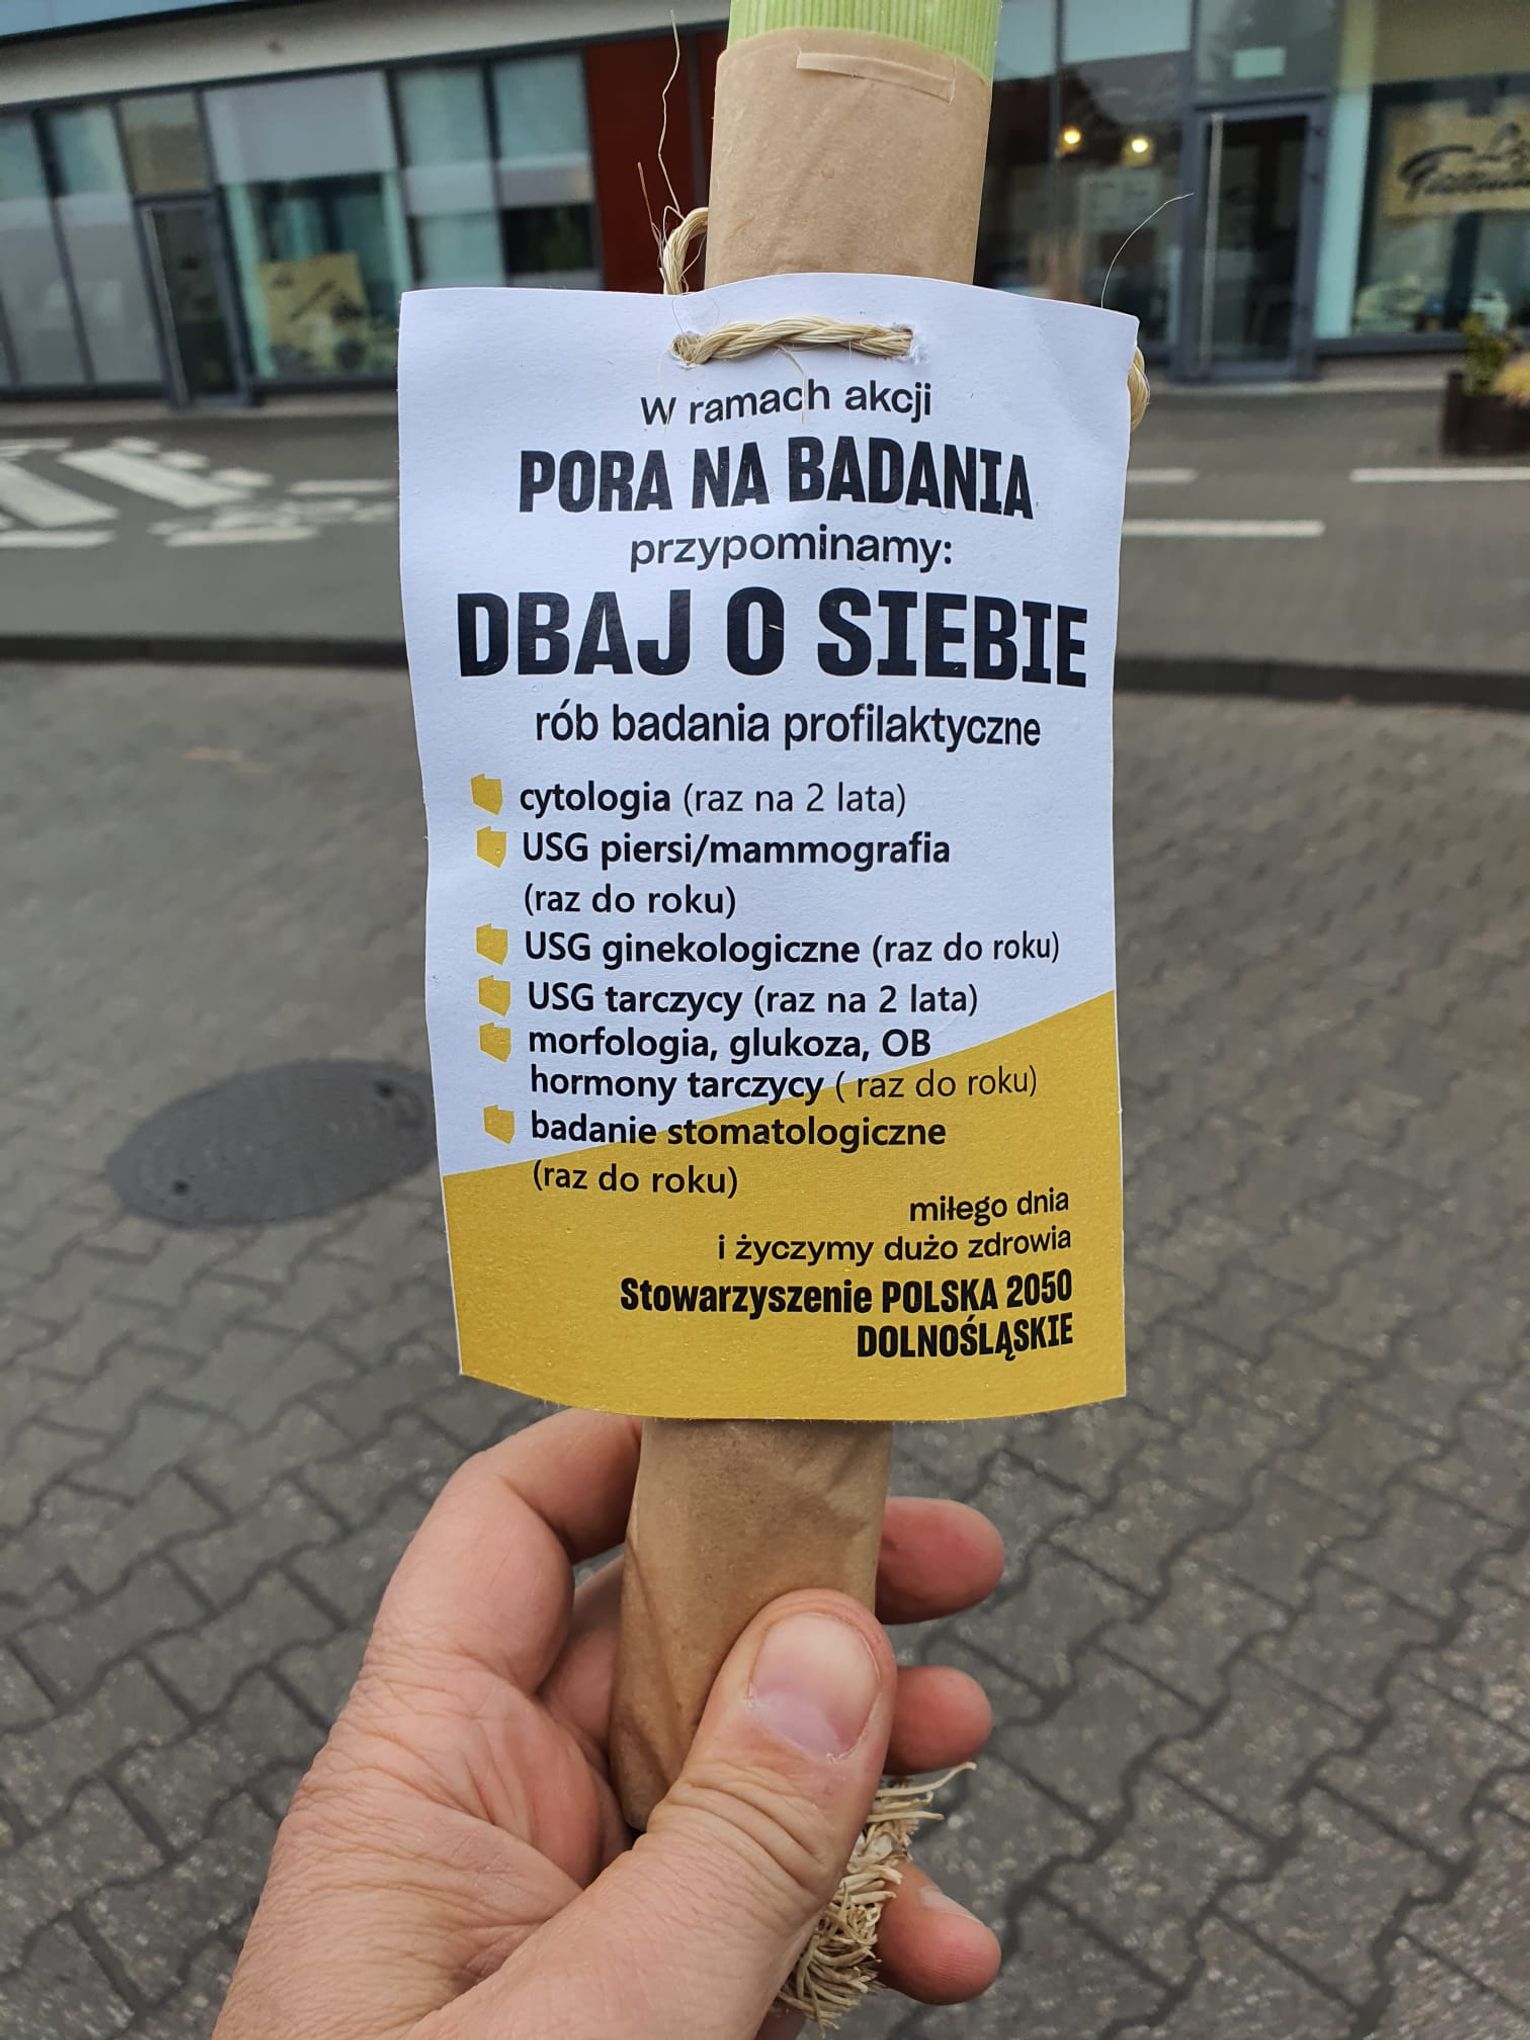 W ramach akcji
PORA NA BADANIA
przypominamy:
DBAJ O SIEBIE
rób badania profilaktyczne
cytologia (raz na 2 lata)
USG piersi/mammografia
(raz do roku)
USG ginekologiczne (raz do roku)
USG tarczycy (raz na 2 lata)
morfologia, glukoza, OB
hormony tarczycy ( raz do roku)
badanie stomatologiczne
(raz do roku)
miłego dnia
i życzymy dużo zdrowia
Stowarzyszenie POLSKA 2050
DOLNOŚLĄSKIE